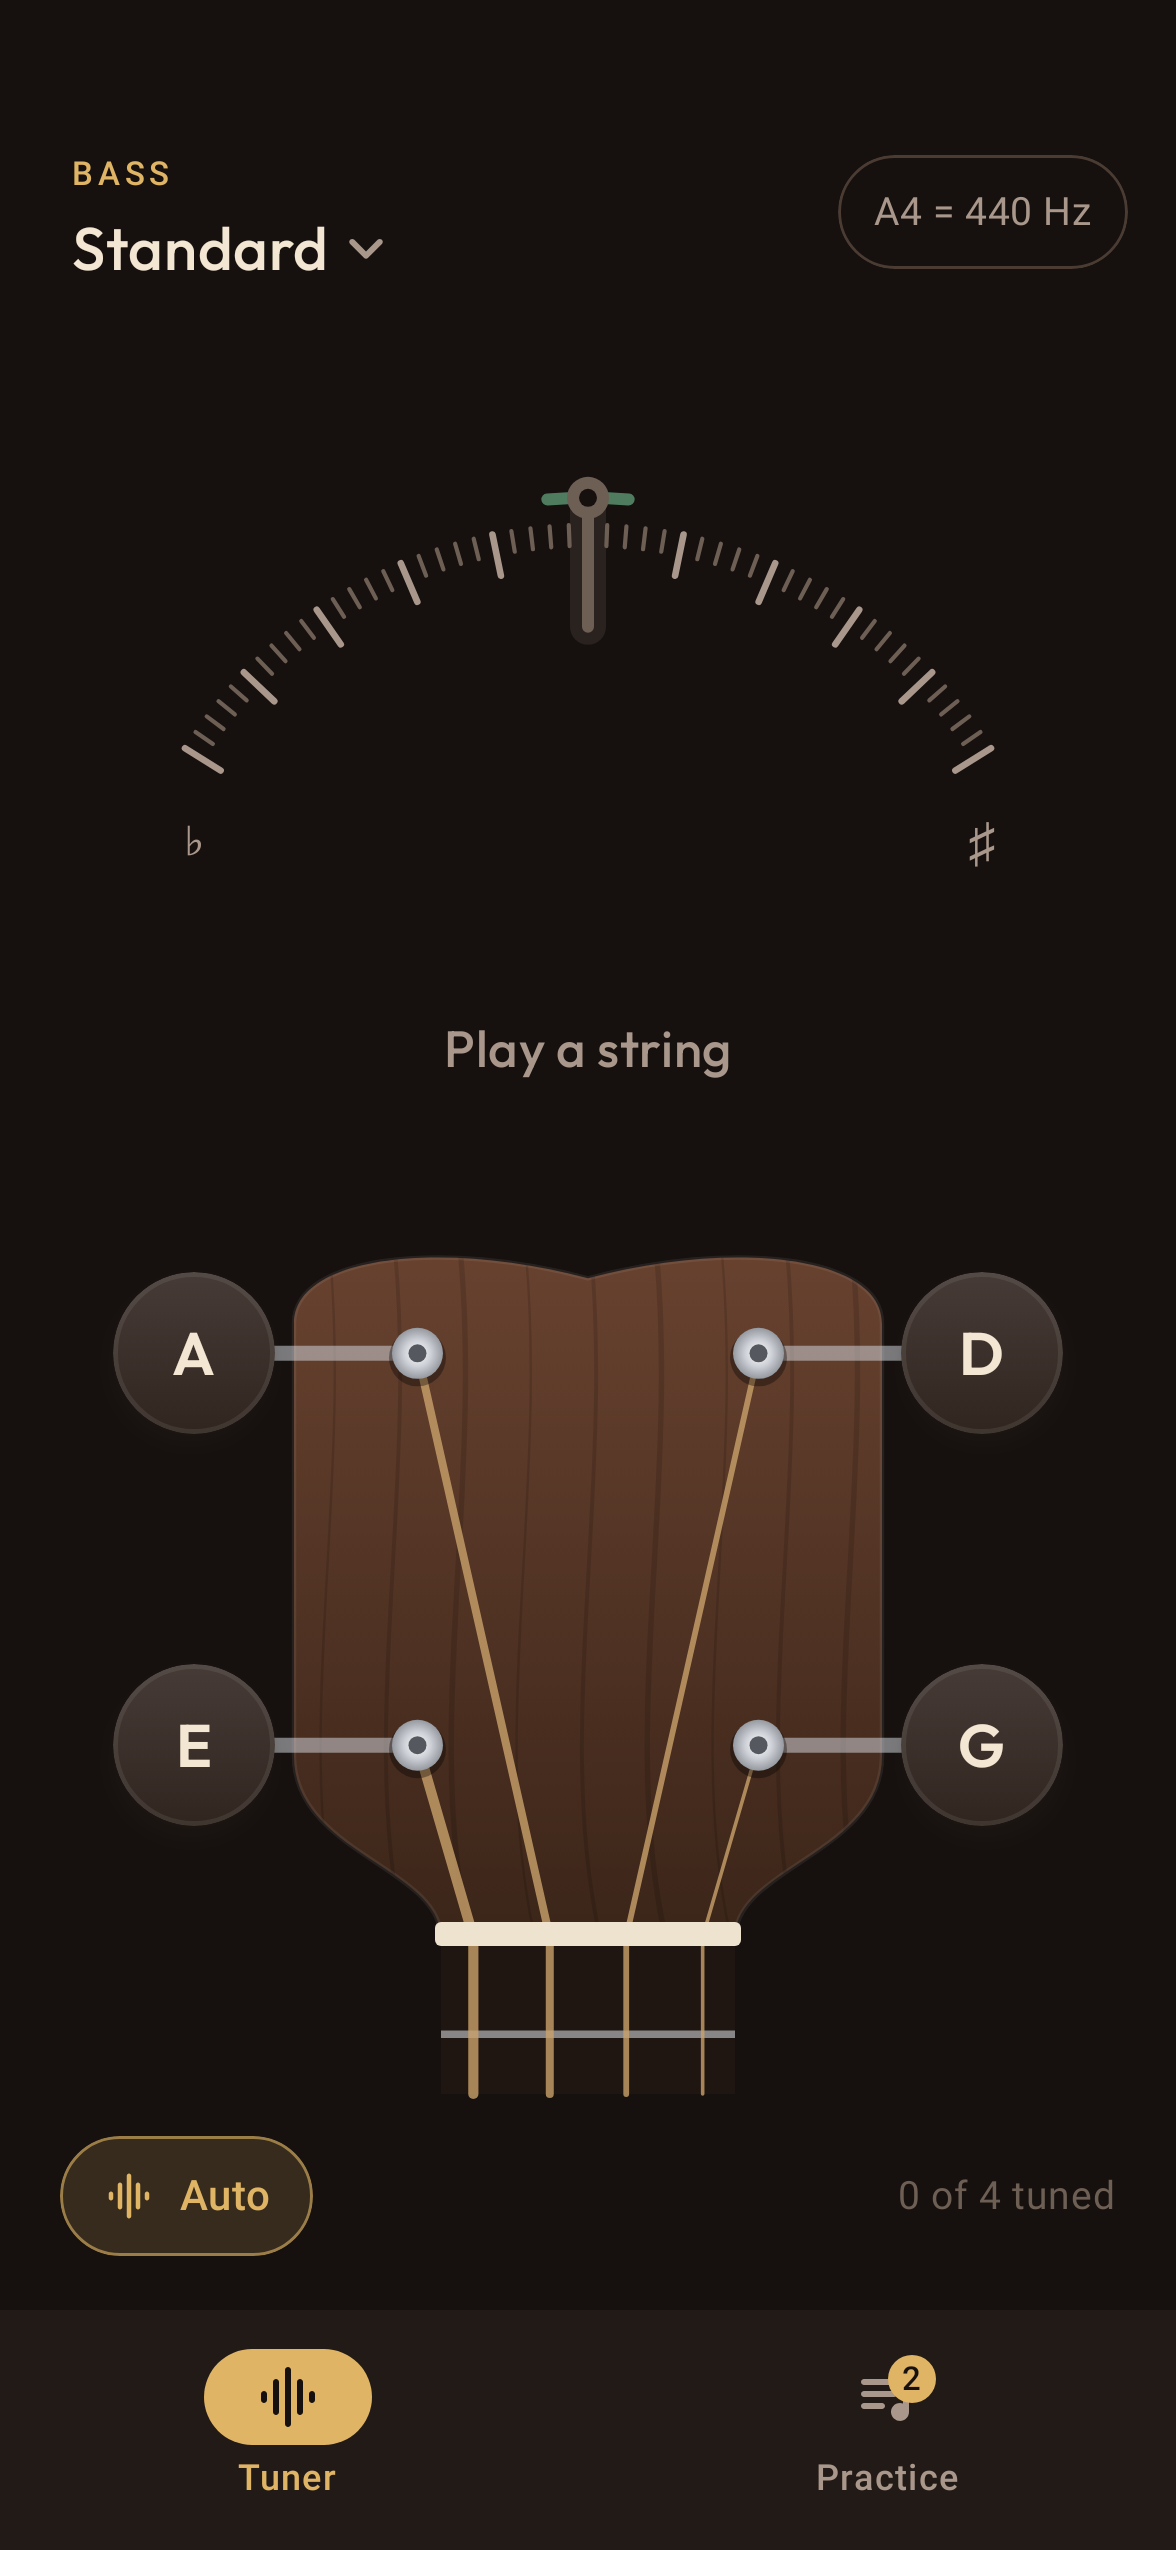 BASS
Standard
A4 = 440 Hz
♭
♯
Play a string
A
D
E
G
Auto
0 of 4 tuned
2
Tuner
Practice